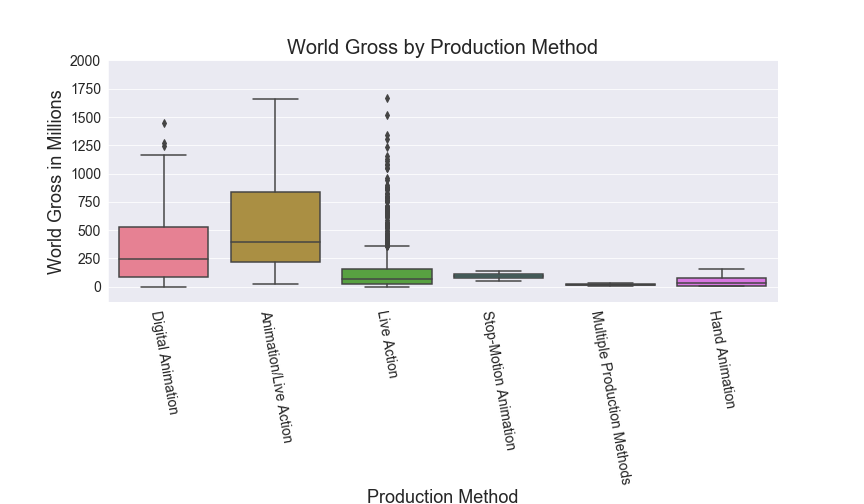 World Gross by Production Method
World Gross in Millions
2000
1750
1500
1250
1000
750
500
250
0
Digital Animation
Animation/Live Action
Live Action
Stop-Motion Animation
Multiple Production Methods
Hand Animation
Production Method